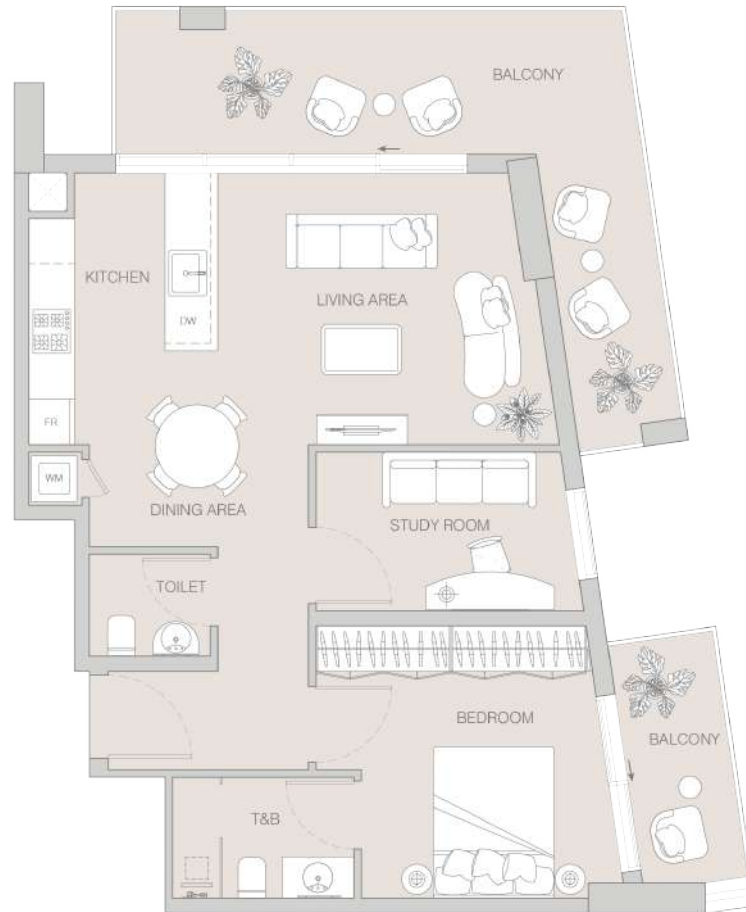 BALCONY
KITCHEN
LIVING AREA
DW
FR
WM
DINING AREA
STUDY ROOM
TOILET
BEDROOM
BALCONY
T&B